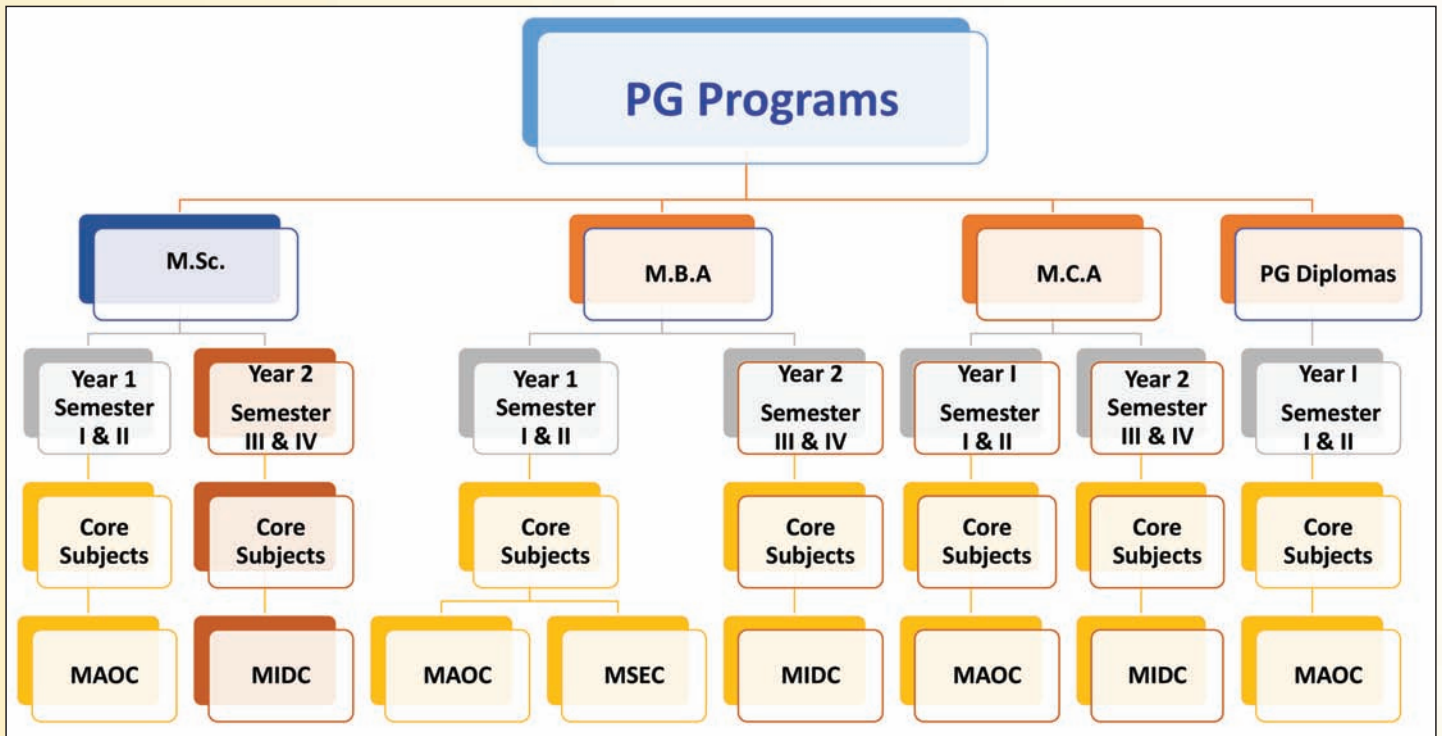 PG Programs
M.Sc.
M.B.A
M.C.A
PG Diplomas
Year 1
Semester
I & II
Year 2
Semester
III & IV
Year 1
Semester
I & II
Year 2
Semester
III & IV
Year I
Semester
I & II
Year 2
Semester
III & IV
Year I
Semester
I & II
Core
Subjects
Core
Subjects
Core
Subjects
Core
Subjects
Core
Subjects
Core
Subjects
Core
Subjects
MAOC
MIDC
MAOC
MSEC
MIDC
MAOC
MIDC
MAOC